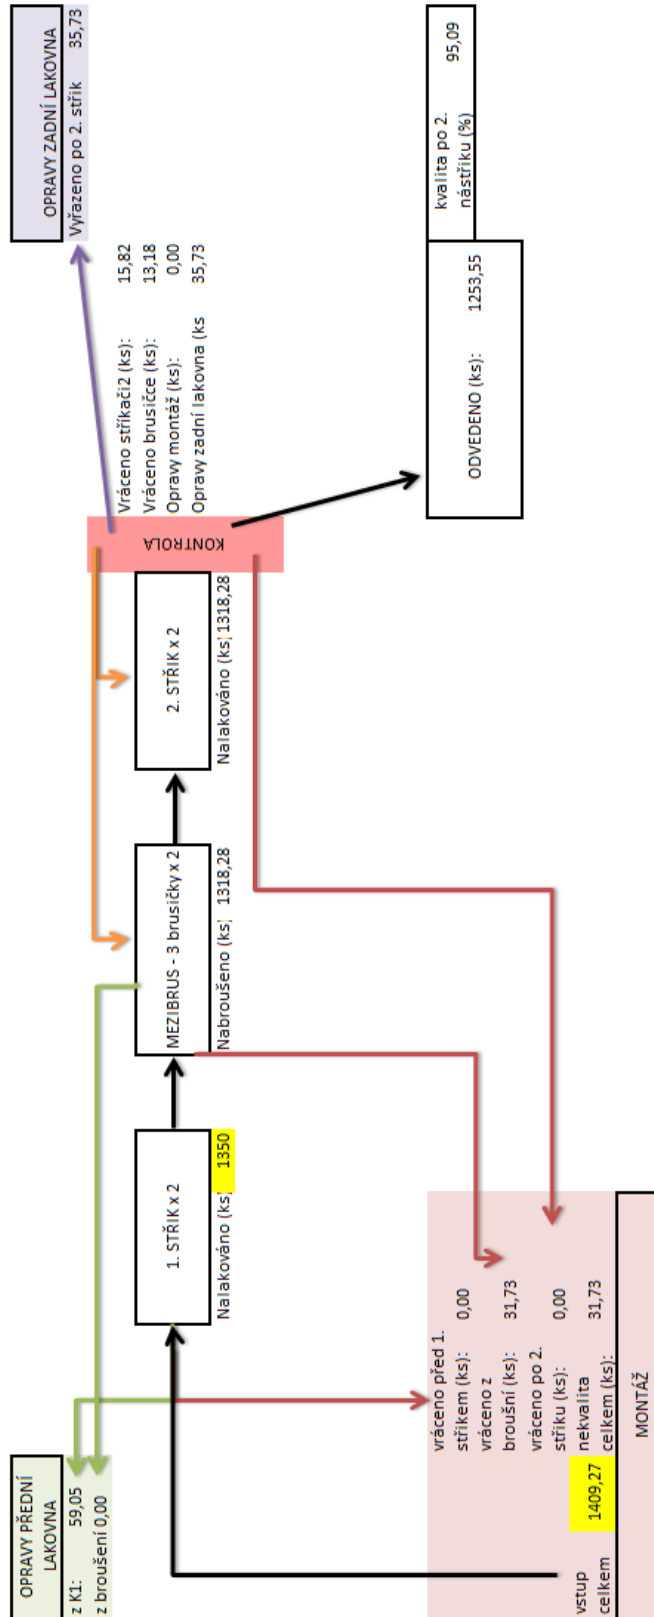 OPRAVY PŘEDNÍ
LAKOVNA
z K1: 59,05
z broušení 0,00
1. STŘIK x 2
Nalakováno (ks) 1350
MEZIBRUS - 3 brusičky x 2
Nabroušeno (ks) 1318,28
2. STŘIK x 2
Nalakováno (ks) 1318,28
KONTROLA
OPRAVY ZADNÍ LAKOVNA
Vyřazeno po 2. střik 35,73
Vráceno stříkači2 (ks): 15,82
Vráceno brusičce (ks): 13,18
Opravy montáž (ks): 0,00
Opravy zadní lakovna (ks 35,73
ODVEDENO (ks): 1253,55
kvalita po 2.
nástřiku (%) 95,09
vráceno před 1.
střikem (ks): 0,00
vráceno z
broušní (ks): 31,73
vráceno po 2.
střiku (ks): 0,00
nekvalita
celkem (ks): 31,73
vstup
celkem 1409,27
MONTÁŽ